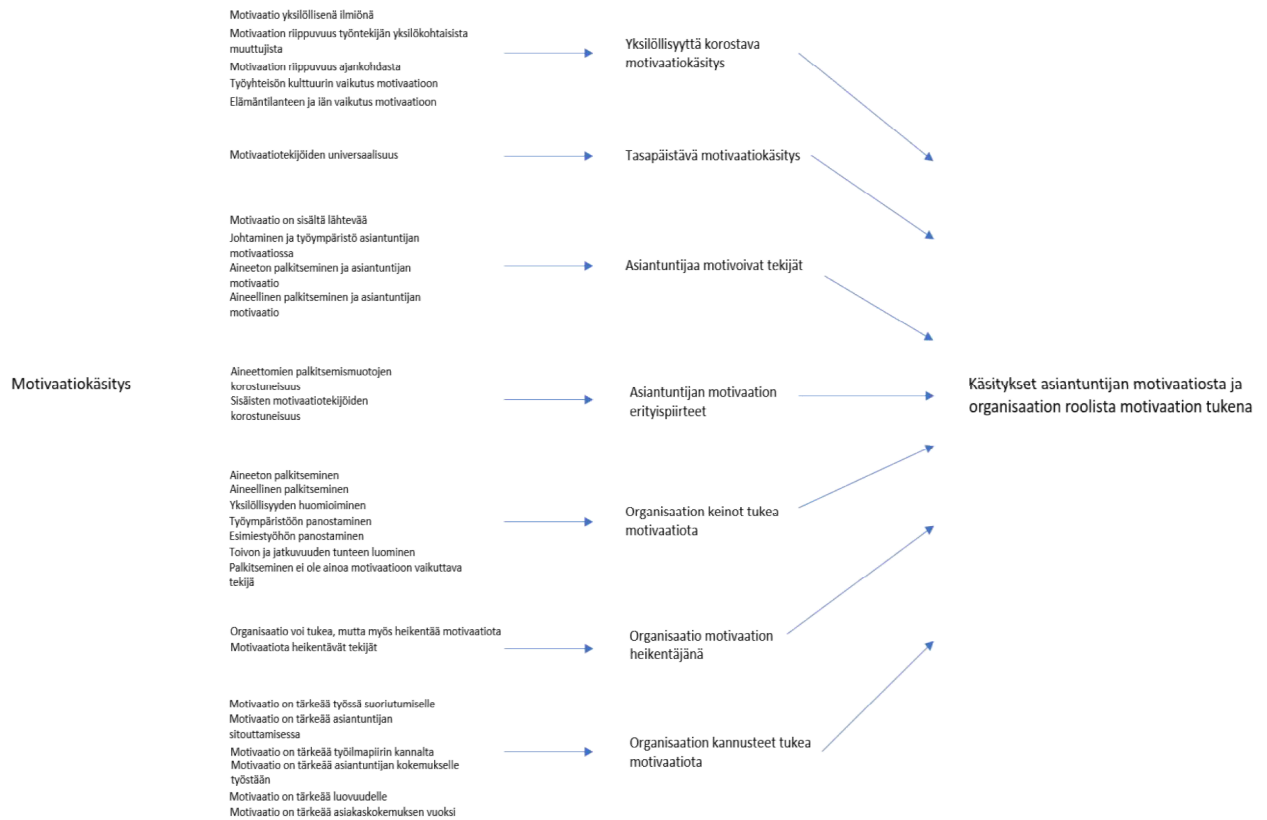 Motivaatiokäsitys
Motivaatio yksilöllisenä ilmiönä
Motivaation riippuvuus työntekijän yksilökohtaisista
muuttujista
Motivaation riippuvuus ajankohdasta
Työyhteisön kulttuurin vaikutus motivaatioon
Elämäntilanteen ja iän vaikutus motivaatioon
Yksilöllisyyttä korostava
motivaatiokäsitys
Motivaatiotekijöiden universaalisuus
Tasapäistävä motivaatiokäsitys
Motivaatio on sisältä lähtevää
Johtaminen ja työympäristö asiantuntijan
motivaatiossa
Aineeton palkitseminen ja asiantuntijan
motivaatio
Aineellinen palkitseminen ja asiantuntijan
motivaatio
Asiantuntijaa motivoivat tekijät
Aineettomien palkitsemismuotojen
korostuneisuus
Sisäisten motivaatiotekijöiden
korostuneisuus
Asiantuntijan motivaation
erityispiirteet
Aineeton palkitseminen
Aineellinen palkitseminen
Yksilöllisyyden huomioiminen
Työympäristöön panostaminen
Esimiestyöhön panostaminen
Toivon ja jatkuvuuden tunteen luominen
Palkitseminen ei ole ainoa motivaatioon vaikuttava
tekijä
Organisaation keinot tukea
motivaatiota
Organisaatio voi tukea, mutta myös heikentää motivaatiota
Motivaatiota heikentävät tekijät
Organisaatio motivaation
heikentäjänä
Motivaatio on tärkeää työssä suoriutumiselle
Motivaatio on tärkeää asiantuntijan
sitouttamisessa
Motivaatio on tärkeää työilmapiirin kannalta
Motivaatio on tärkeää asiantuntijan kokemukselle
työstään
Motivaatio on tärkeää luovuudelle
Motivaatio on tärkeää asiakaskokemuksen vuoksi
Organisaation kannusteet tukea
motivaatiota
Käsitykset asiantuntijan motivaatiosta ja
organisaation roolista motivaation tukena